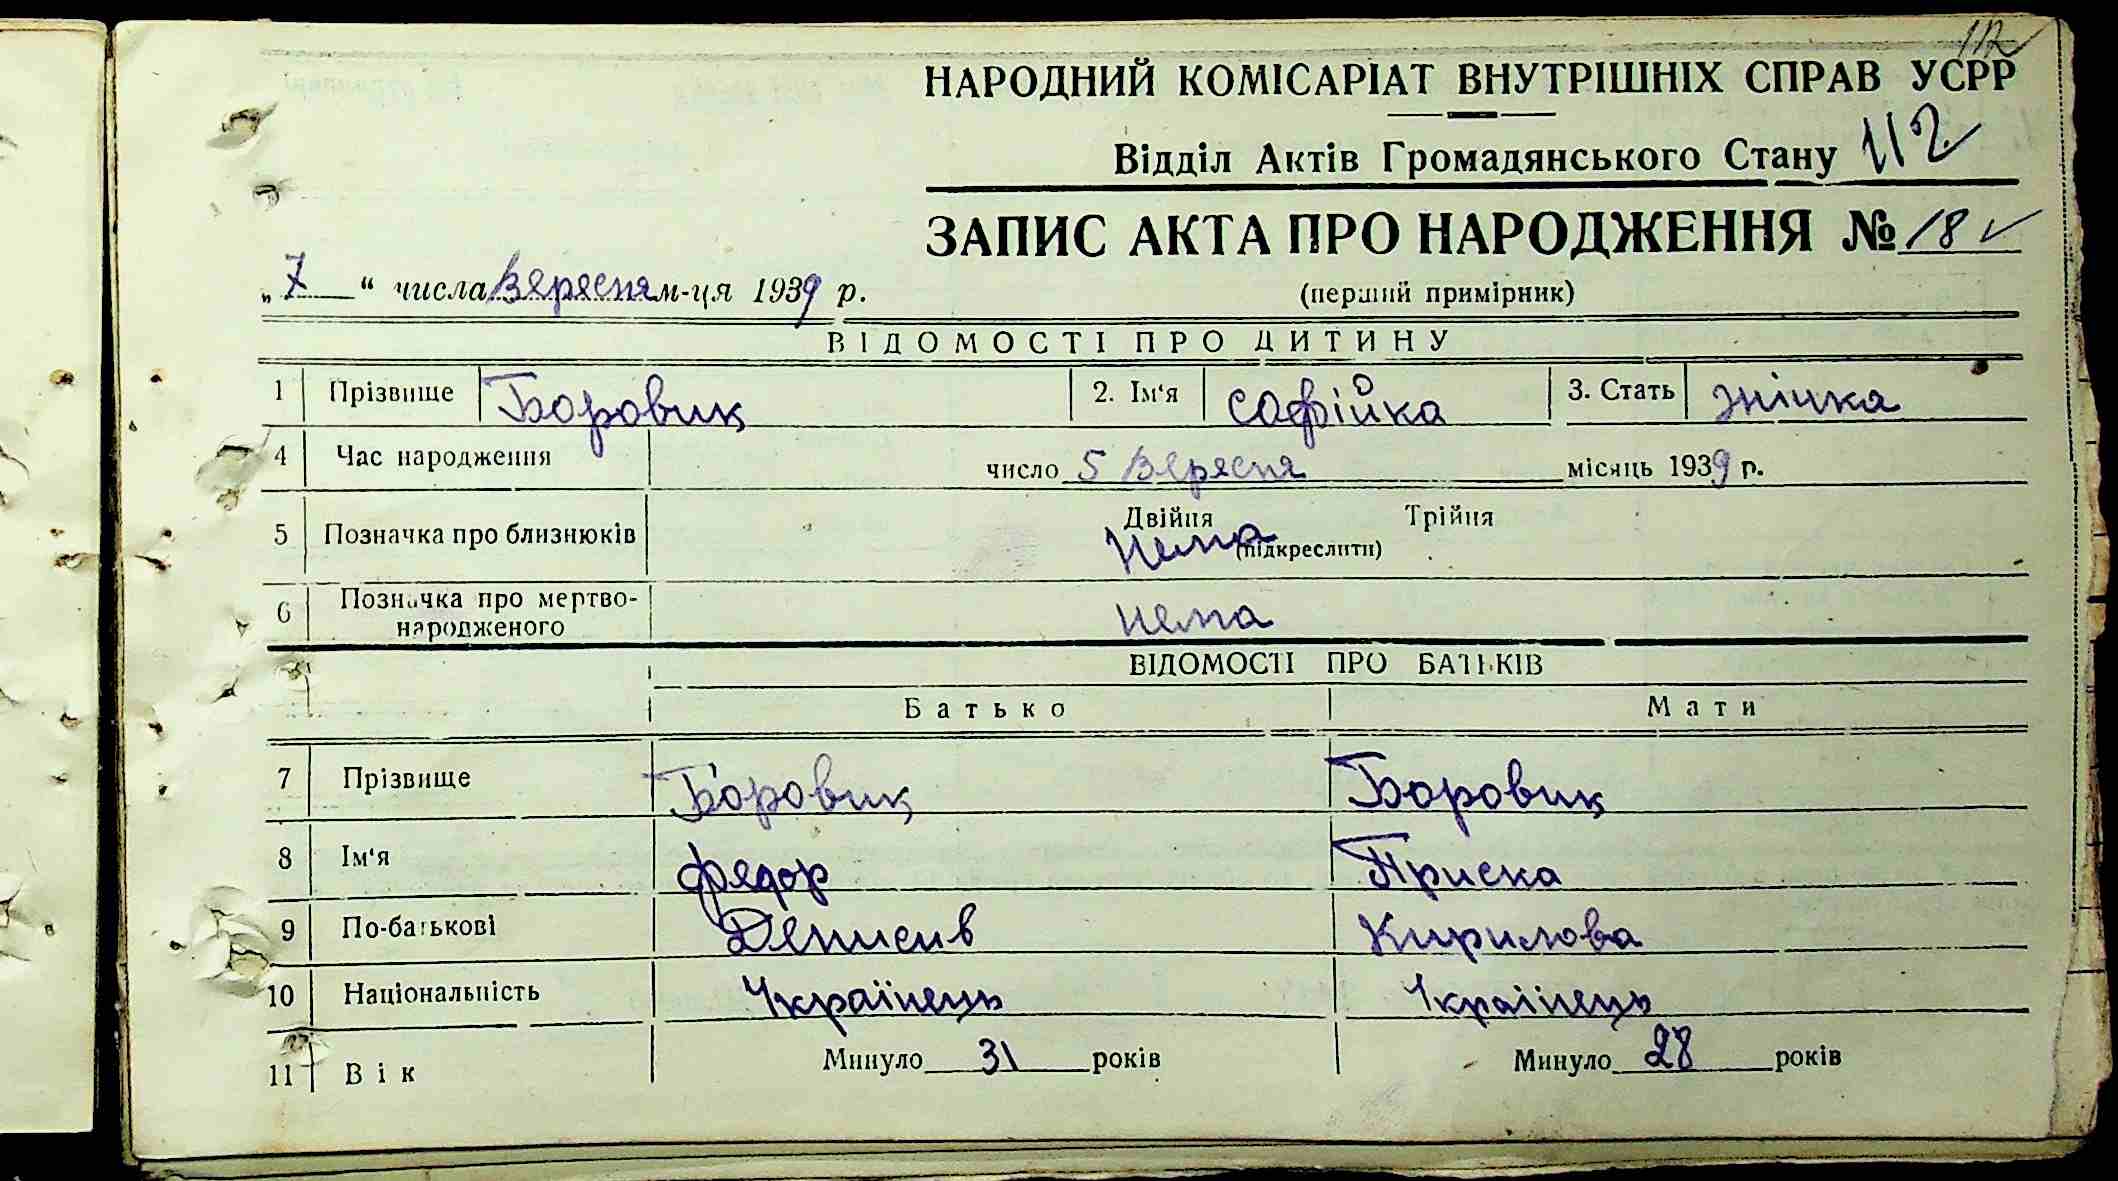 112
НАРОДНИЙ КОМІСАРІАТ ВНУТРІШНІХ СПРАВ УСРР
Відділ Актів Громадянського Стану 112
ЗАПИС АКТА ПРО НАРОДЖЕННЯ № 18
„7“ числа Вересня м-ця 1939 р.
(перший примірник)
ВІДОМОСТІ ПРО ДИТИНУ
1 Прізвище Боровик 2. Ім‘я Софійка 3. Стать жіика
4 Час народження число 5 Вересня місяць 1939 р.
5 Позначка про близнюків Двійня Трійня
нема (підкреслити)
6 Позначка про мертво-
народженого нема
ВІДОМОСТІ ПРО БАТЬКІВ
Батько Мати
7 Прізвище Боровик Боровик
8 Ім‘я Фядор Приска
9 По-батькові Денисив Кирилова
10 Національність Українець Українець
11 Вік Минуло 31 років Минуло 28 років